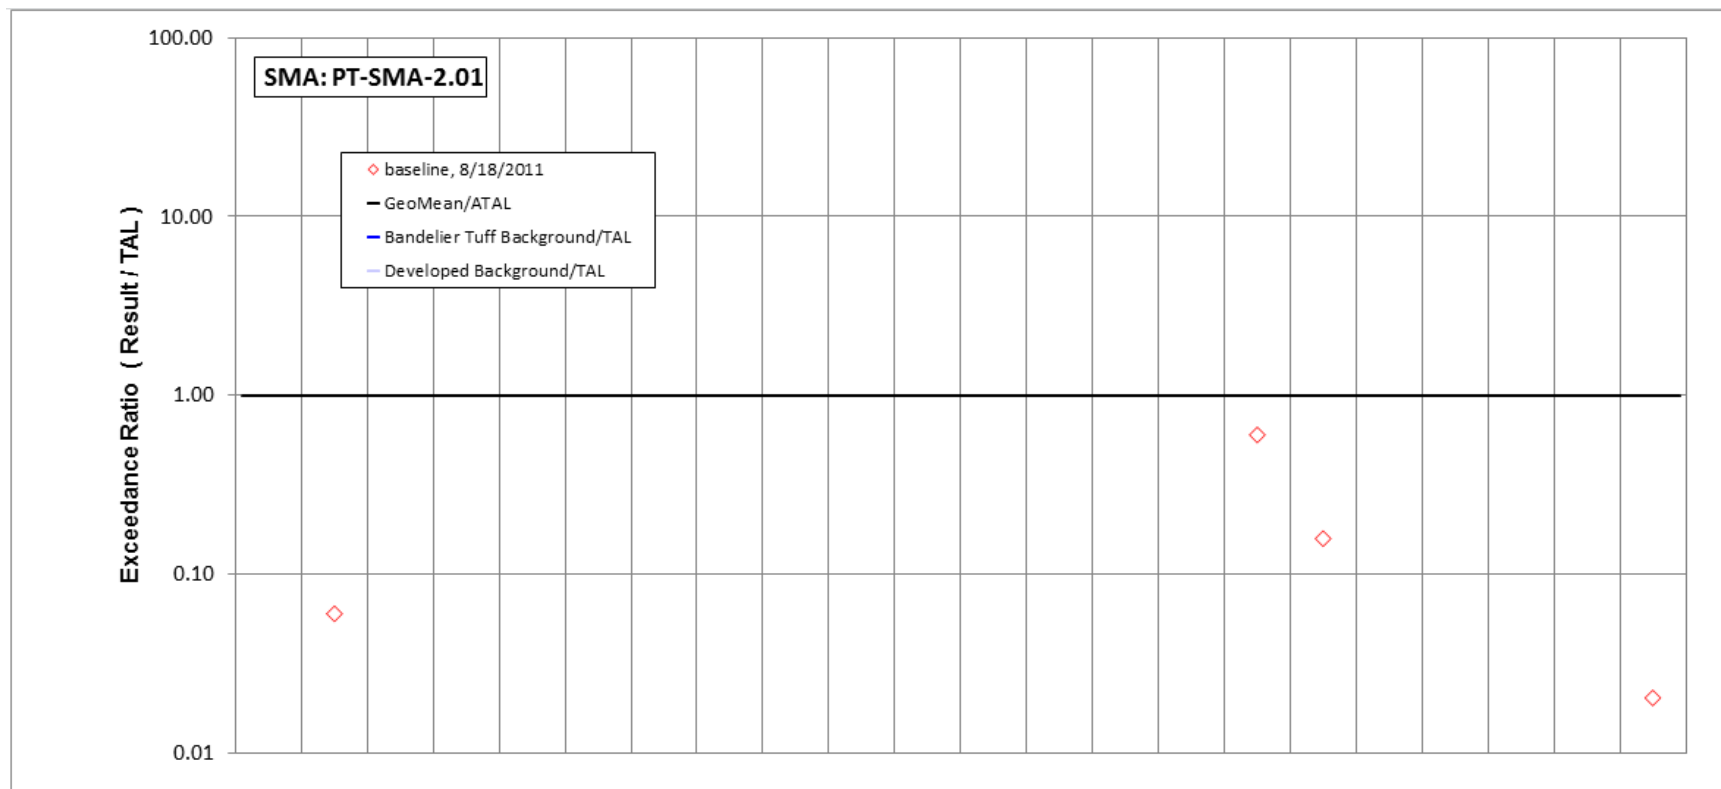 SMA: PT-SMA-2.01
baseline, 8/18/2011
GeoMean/ATAL
Bandelier Tuff Background/TAL
Developed Background/TAL
Exceedance Ratio ( Result / TAL )
100.00
10.00
1.00
0.10
0.01